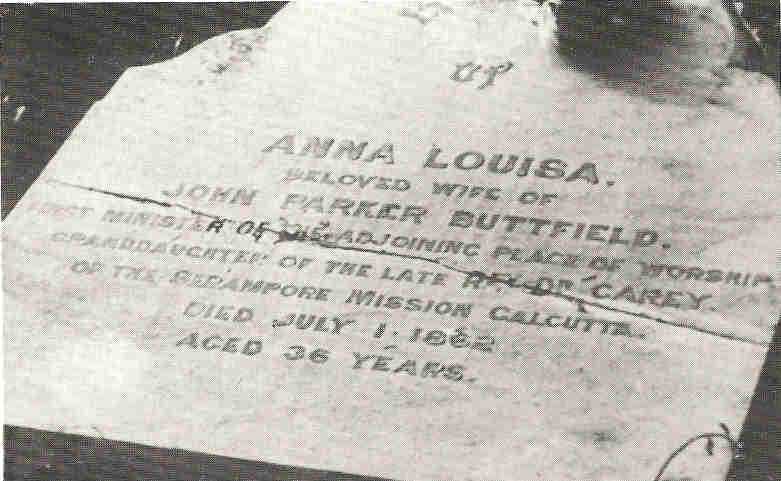 ANNA LOUISA.
BELOVED WIFE OF
JOHN PARKER BUTTFIELD.
FIRST MINISTER OF THE ADJOINING PLACE OF WORSHIP.
GRANDDAUGHTER OF THE LATE REV. DR CAREY.
OF THE SERAMPORE MISSION CALCUTTA.
DIED JULY 1. 1862
AGED 36 YEARS.